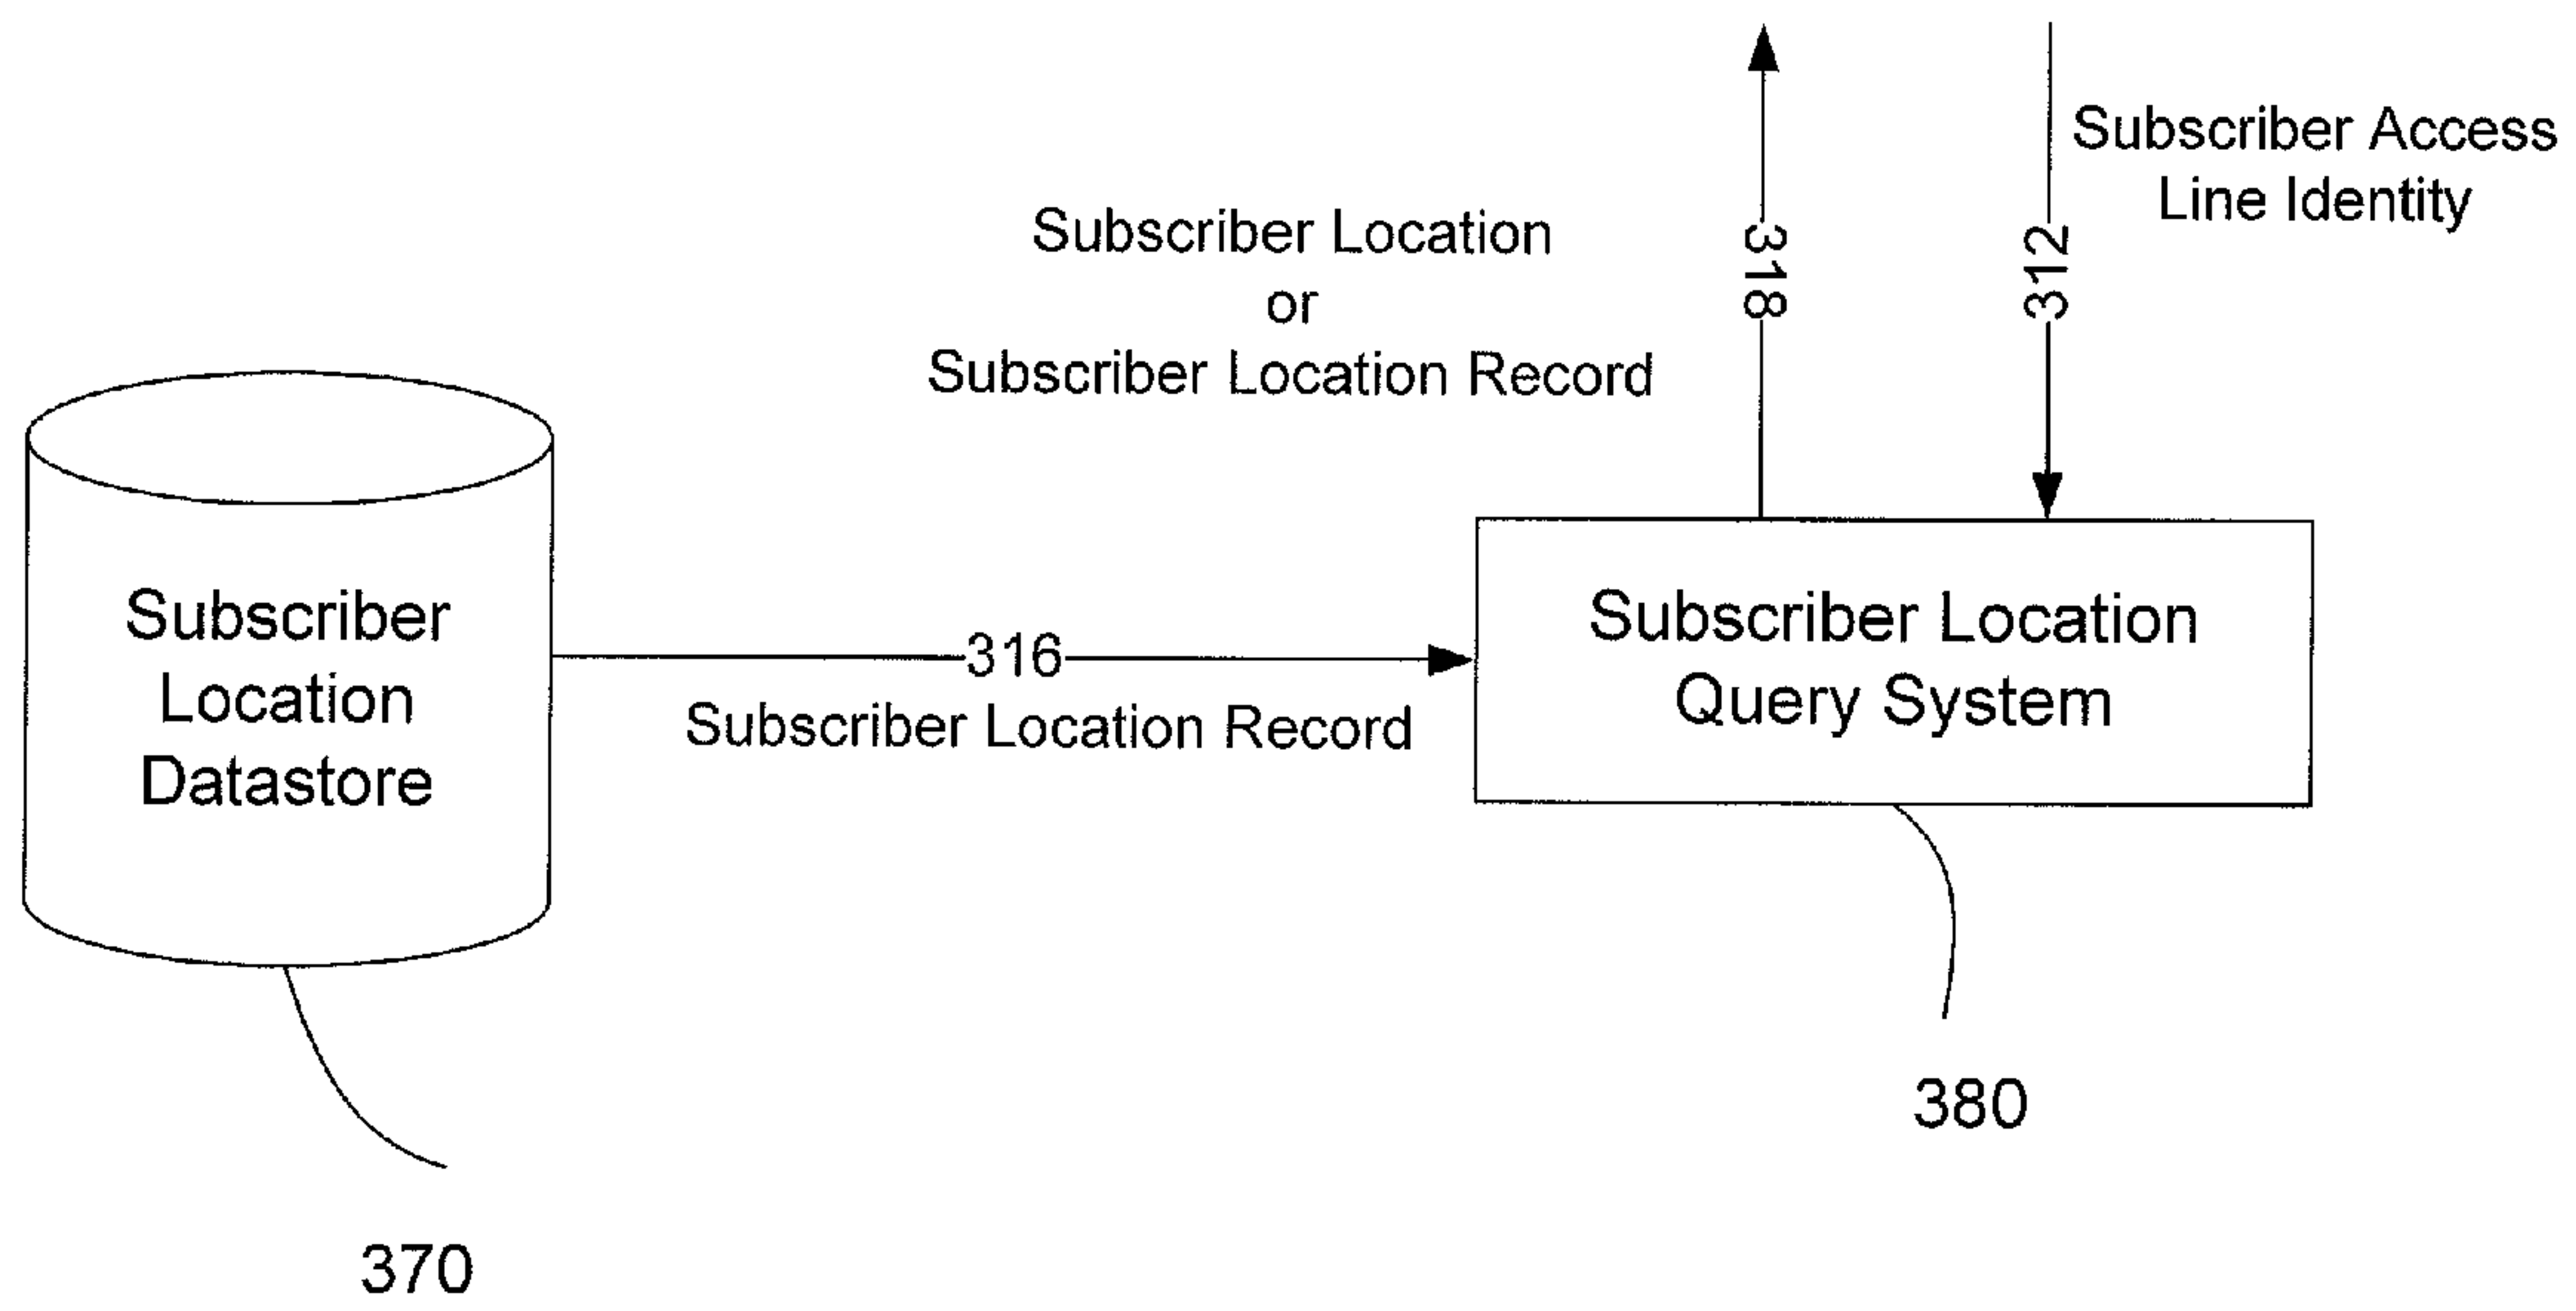 Subscriber Access
Line Identity
Subscriber Location
or
Subscriber Location Record
318
312
Subscriber
Location
Datastore
316
Subscriber Location Record
Subscriber Location
Query System
380
370